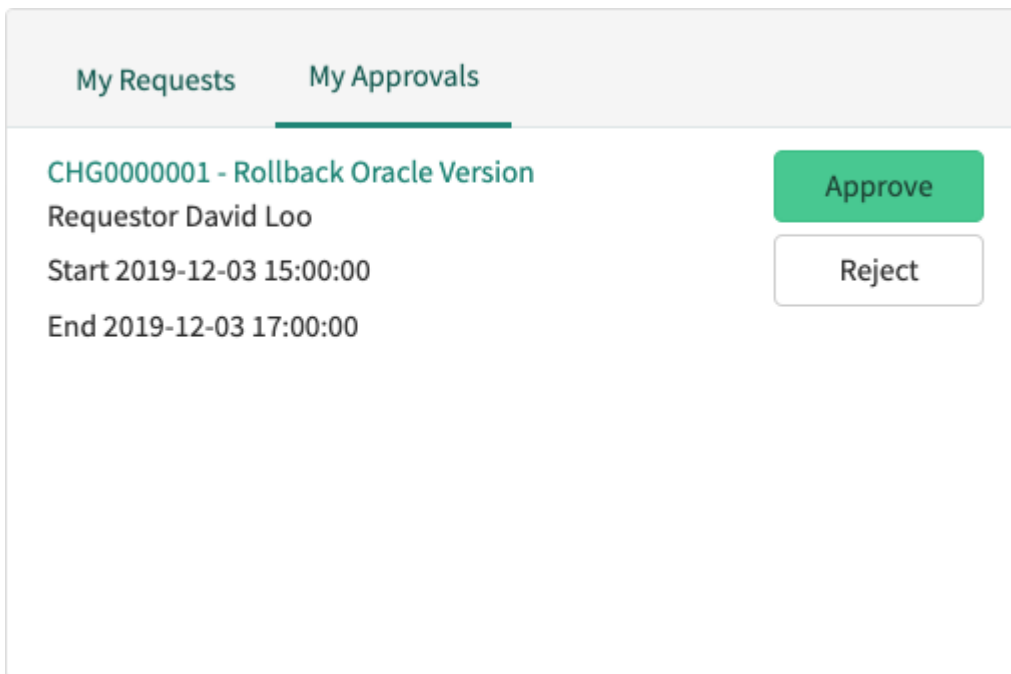 My Requests My Approvals
CHG0000001 - Rollback Oracle Version
Approve
Requestor David Loo
Start 2019-12-03 15:00:00
Reject
End 2019-12-03 17:00:00